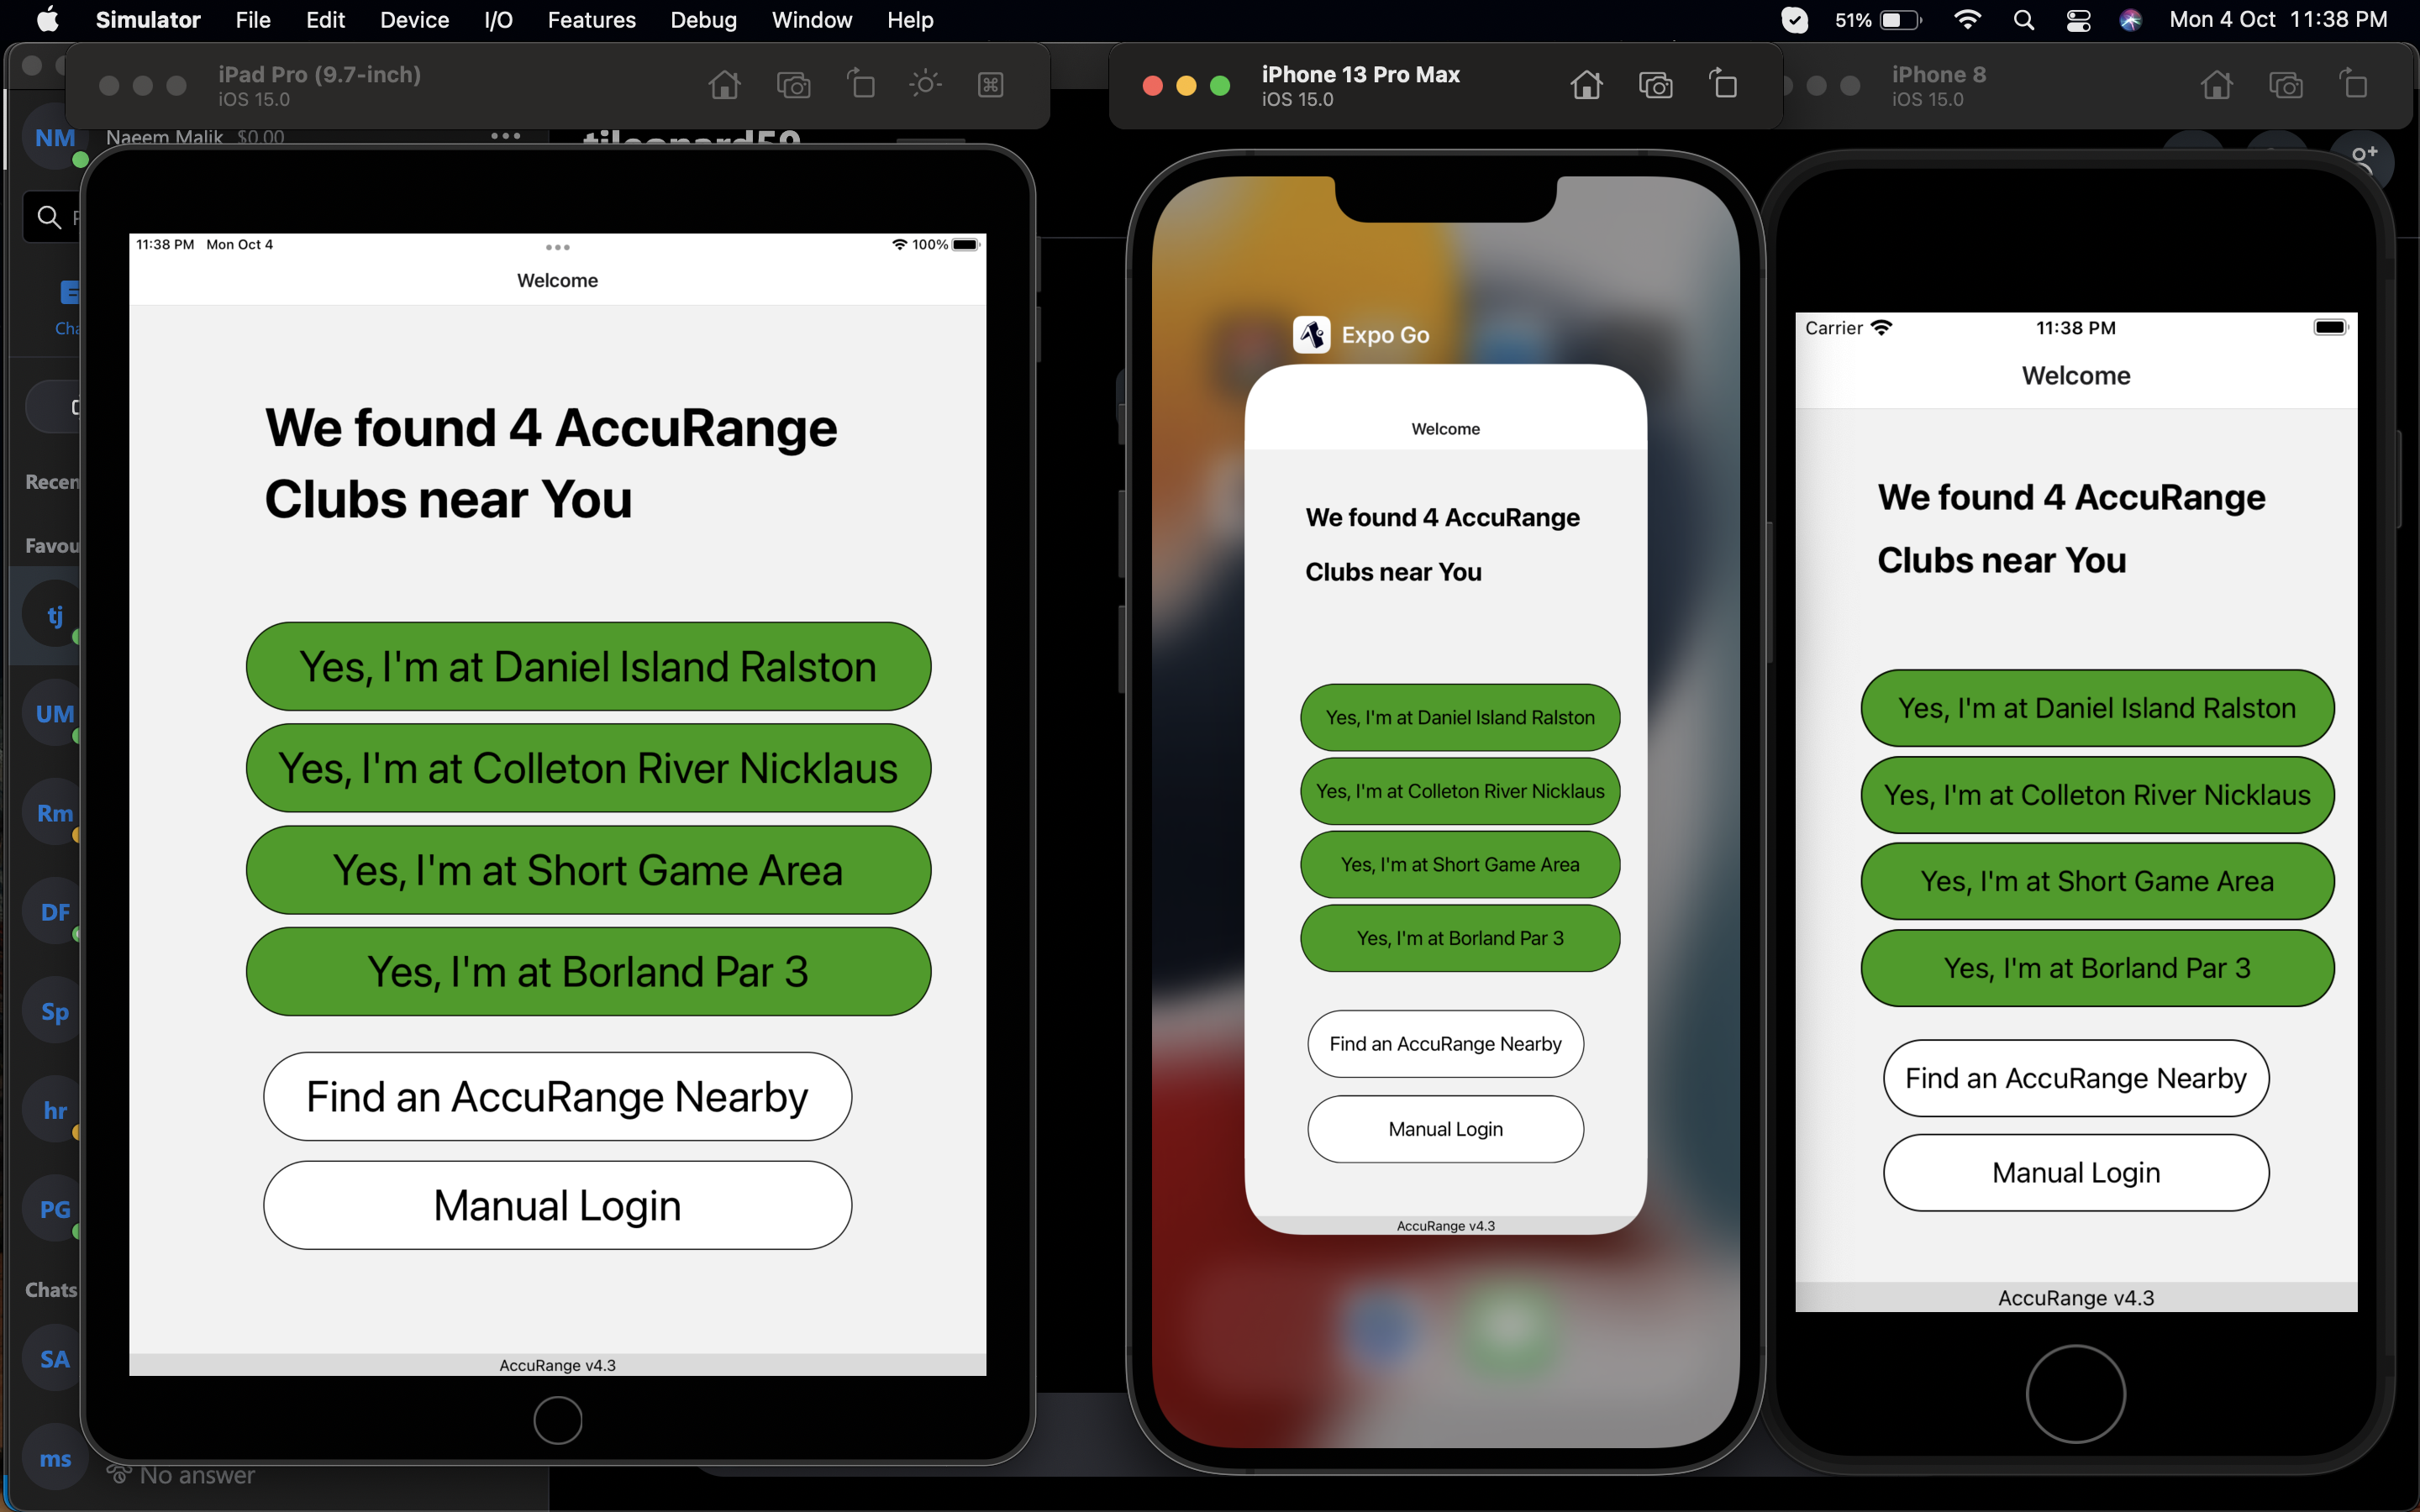 Simulator File Edit Device I/O Features Debug Window Help
51% Mon 4 Oct 11:38 PM
NM
Naeem Malik $0.00
Recen
Favou
tj
UM
Rm
DF
Sp
hr
PG
Chats
SA
ms
No answer
iPad Pro (9.7-inch)
iOS 15.0
11:38 PM Mon Oct 4
100%
Welcome
We found 4 AccuRange
Clubs near You
Yes, I'm at Daniel Island Ralston
Yes, I'm at Colleton River Nicklaus
Yes, I'm at Short Game Area
Yes, I'm at Borland Par 3
Find an AccuRange Nearby
Manual Login
AccuRange v4.3
iPhone 13 Pro Max
iOS 15.0
Expo Go
Welcome
We found 4 AccuRange
Clubs near You
Yes, I'm at Daniel Island Ralston
Yes, I'm at Colleton River Nicklaus
Yes, I'm at Short Game Area
Yes, I'm at Borland Par 3
Find an AccuRange Nearby
Manual Login
AccuRange v4.3
iPhone 8
iOS 15.0
Carrier 11:38 PM
Welcome
We found 4 AccuRange
Clubs near You
Yes, I'm at Daniel Island Ralston
Yes, I'm at Colleton River Nicklaus
Yes, I'm at Short Game Area
Yes, I'm at Borland Par 3
Find an AccuRange Nearby
Manual Login
AccuRange v4.3